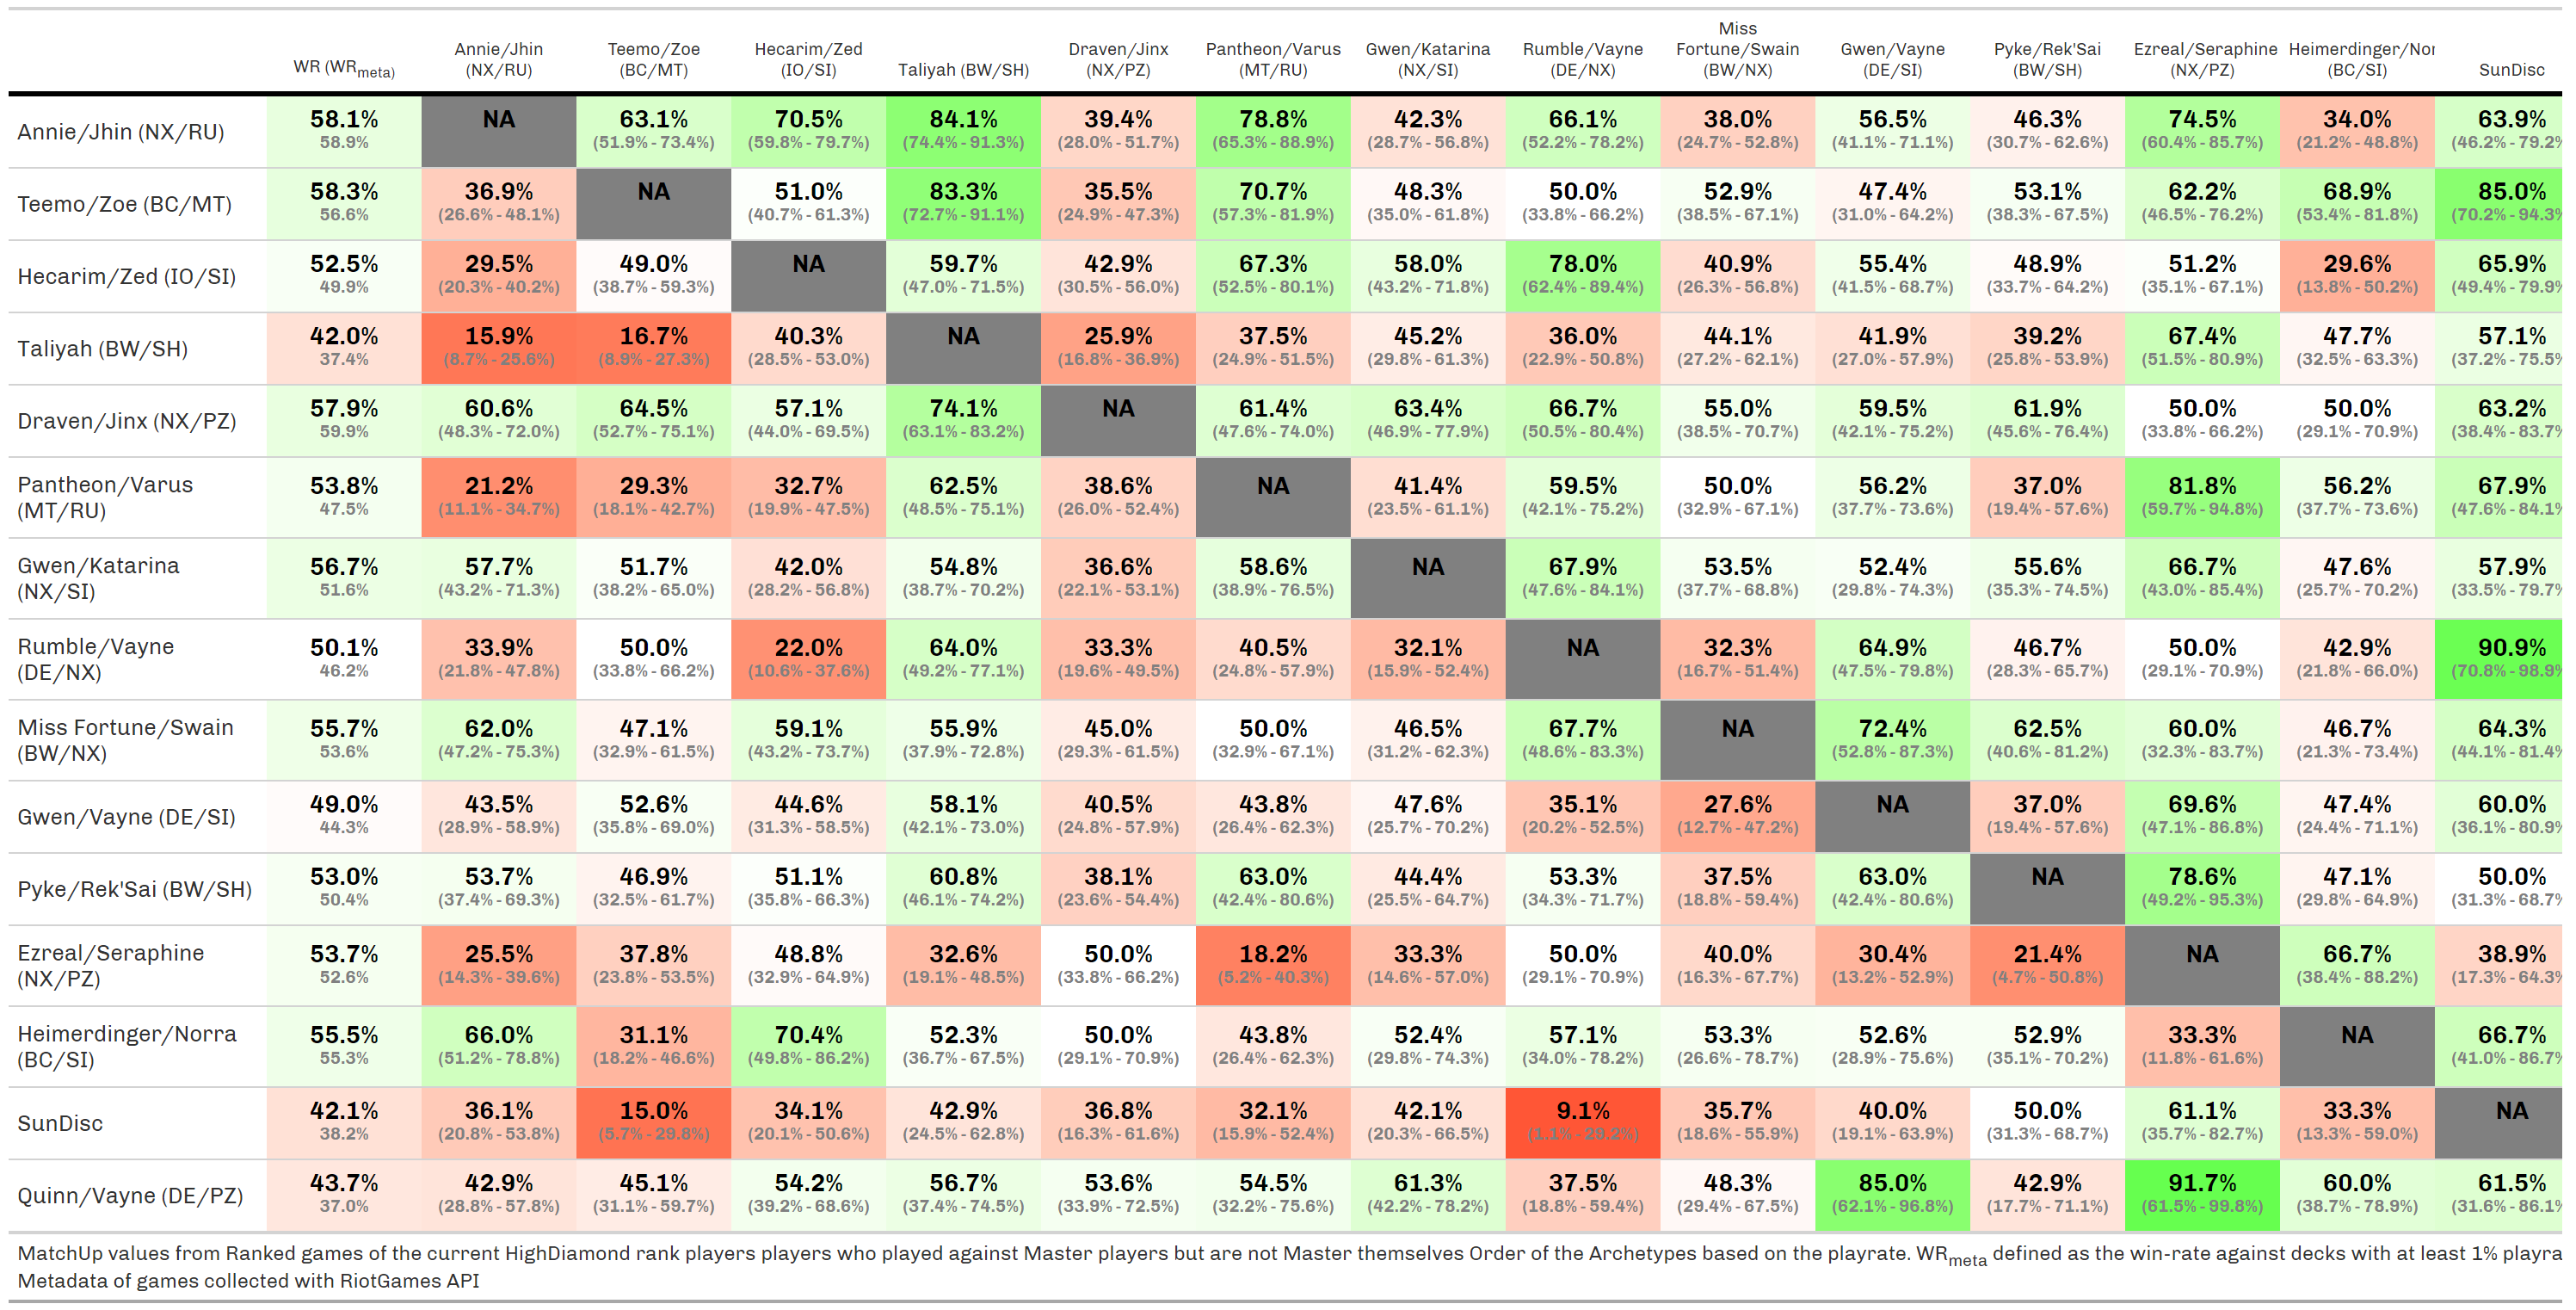 Miss
Annie/Jhin Teemo/Zoe Hecarim/Zed Draven/Jinx Pantheon/Varus Gwen/Katarina Rumble/Vayne Fortune/Swain Gwen/Vayne Pyke/Rek'Sai Ezreal/Seraphine Heimerdinger/Nor
WR (WRmeta) (NX/RU) (BC/MT) (IO/SI) Taliyah (BW/SH) (NX/PZ) (MT/RU) (NX/SI) (DE/NX) (BW/NX) (DE/SI) (BW/SH) (NX/PZ) (BC/SI) SunDisc
Annie/Jhin (NX/RU) 58.1% NA 63.1% 70.5% 84.1% 39.4% 78.8% 42.3% 66.1% 38.0% 56.5% 46.3% 74.5% 34.0% 63.9%
58.9% (51.9% - 73.4%) (59.8% - 79.7%) (74.4% - 91.3%) (28.0% - 51.7%) (65.3% - 88.9%) (28.7% - 56.8%) (52.2% - 78.2%) (24.7% - 52.8%) (41.1% - 71.1%) (30.7% - 62.6%) (60.4% - 85.7%) (21.2% - 48.8%) (46.2% - 79.2%
Teemo/Zoe (BC/MT) 58.3% 36.9% NA 51.0% 83.3% 35.5% 70.7% 48.3% 50.0% 52.9% 47.4% 53.1% 62.2% 68.9% 85.0%
56.6% (26.6% - 48.1%) (40.7% - 61.3%) (72.7% - 91.1%) (24.9% - 47.3%) (57.3% - 81.9%) (35.0% - 61.8%) (33.8% - 66.2%) (38.5% - 67.1%) (31.0% - 64.2%) (38.3% - 67.5%) (46.5% - 76.2%) (53.4% - 81.8%) (70.2% - 94.3%
Hecarim/Zed (IO/SI) 52.5% 29.5% 49.0% NA 59.7% 42.9% 67.3% 58.0% 78.0% 40.9% 55.4% 48.9% 51.2% 29.6% 65.9%
49.9% (20.3% - 40.2%) (38.7% - 59.3%) (47.0% - 71.5%) (30.5% - 56.0%) (52.5% - 80.1%) (43.2% - 71.8%) (62.4% - 89.4%) (26.3% - 56.8%) (41.5% - 68.7%) (33.7% - 64.2%) (35.1% - 67.1%) (13.8% - 50.2%) (49.4% - 79.9%
Taliyah (BW/SH) 42.0% 15.9% 16.7% 40.3% NA 25.9% 37.5% 45.2% 36.0% 44.1% 41.9% 39.2% 67.4% 47.7% 57.1%
37.4% (8.7% - 25.6%) (8.9% - 27.3%) (28.5% - 53.0%) (16.8% - 36.9%) (24.9% - 51.5%) (29.8% - 61.3%) (22.9% - 50.8%) (27.2% - 62.1%) (27.0% - 57.9%) (25.8% - 53.9%) (51.5% - 80.9%) (32.5% - 63.3%) (37.2% - 75.5%
Draven/Jinx (NX/PZ) 57.9% 60.6% 64.5% 57.1% 74.1% NA 61.4% 63.4% 66.7% 55.0% 59.5% 61.9% 50.0% 50.0% 63.2%
59.9% (48.3% - 72.0%) (52.7% - 75.1%) (44.0% - 69.5%) (63.1% - 83.2%) (47.6% - 74.0%) (46.9% - 77.9%) (50.5% - 80.4%) (38.5% - 70.7%) (42.1% - 75.2%) (45.6% - 76.4%) (33.8% - 66.2%) (29.1% - 70.9%) (38.4% - 83.7%
Pantheon/Varus 53.8% 21.2% 29.3% 32.7% 62.5% 38.6% NA 41.4% 59.5% 50.0% 56.2% 37.0% 81.8% 56.2% 67.9%
(MT/RU) 47.5% (11.1% - 34.7%) (18.1% - 42.7%) (19.9% - 47.5%) (48.5% - 75.1%) (26.0% - 52.4%) (23.5% - 61.1%) (42.1% - 75.2%) (32.9% - 67.1%) (37.7% - 73.6%) (19.4% - 57.6%) (59.7% - 94.8%) (37.7% - 73.6%) (47.6% - 84.1%
Gwen/Katarina 56.7% 57.7% 51.7% 42.0% 54.8% 36.6% 58.6% NA 67.9% 53.5% 52.4% 55.6% 66.7% 47.6% 57.9%
(NX/SI) 51.6% (43.2% - 71.3%) (38.2% - 65.0%) (28.2% - 56.8%) (38.7% - 70.2%) (22.1% - 53.1%) (38.9% - 76.5%) (47.6% - 84.1%) (37.7% - 68.8%) (29.8% - 74.3%) (35.3% - 74.5%) (43.0% - 85.4%) (25.7% - 70.2%) (33.5% - 79.7%
Rumble/Vayne 50.1% 33.9% 50.0% 22.0% 64.0% 33.3% 40.5% 32.1% NA 32.3% 64.9% 46.7% 50.0% 42.9% 90.9%
(DE/NX) 46.2% (21.8% - 47.8%) (33.8% - 66.2%) (10.6% - 37.6%) (49.2% - 77.1%) (19.6% - 49.5%) (24.8% - 57.9%) (15.9% - 52.4%) (16.7% - 51.4%) (47.5% - 79.8%) (28.3% - 65.7%) (29.1% - 70.9%) (21.8% - 66.0%) (70.8% - 98.9%
Miss Fortune/Swain 55.7% 62.0% 47.1% 59.1% 55.9% 45.0% 50.0% 46.5% 67.7% NA 72.4% 62.5% 60.0% 46.7% 64.3%
(BW/NX) 53.6% (47.2% - 75.3%) (32.9% - 61.5%) (43.2% - 73.7%) (37.9% - 72.8%) (29.3% - 61.5%) (32.9% - 67.1%) (31.2% - 62.3%) (48.6% - 83.3%) (52.8% - 87.3%) (40.6% - 81.2%) (32.3% - 83.7%) (21.3% - 73.4%) (44.1% - 81.4%
Gwen/Vayne (DE/SI) 49.0% 43.5% 52.6% 44.6% 58.1% 40.5% 43.8% 47.6% 35.1% 27.6% NA 37.0% 69.6% 47.4% 60.0%
44.3% (28.9% - 58.9%) (35.8% - 69.0%) (31.3% - 58.5%) (42.1% - 73.0%) (24.8% - 57.9%) (26.4% - 62.3%) (25.7% - 70.2%) (20.2% - 52.5%) (12.7% - 47.2%) (19.4% - 57.6%) (47.1% - 86.8%) (24.4% - 71.1%) (36.1% - 80.9%
Pyke/Rek'Sai (BW/SH) 53.0% 53.7% 46.9% 51.1% 60.8% 38.1% 63.0% 44.4% 53.3% 37.5% 63.0% NA 78.6% 47.1% 50.0%
50.4% (37.4% - 69.3%) (32.5% - 61.7%) (35.8% - 66.3%) (46.1% - 74.2%) (23.6% - 54.4%) (42.4% - 80.6%) (25.5% - 64.7%) (34.3% - 71.7%) (18.8% - 59.4%) (42.4% - 80.6%) (49.2% - 95.3%) (29.8% - 64.9%) (31.3% - 68.7%
Ezreal/Seraphine 53.7% 25.5% 37.8% 48.8% 32.6% 50.0% 18.2% 33.3% 50.0% 40.0% 30.4% 21.4% NA 66.7% 38.9%
(NX/PZ) 52.6% (14.3% - 39.6%) (23.8% - 53.5%) (32.9% - 64.9%) (19.1% - 48.5%) (33.8% - 66.2%) (5.2% - 40.3%) (14.6% - 57.0%) (29.1% - 70.9%) (16.3% - 67.7%) (13.2% - 52.9%) (4.7% - 50.8%) (38.4% - 88.2%) (17.3% - 64.3%
Heimerdinger/Norra 55.5% 66.0% 31.1% 70.4% 52.3% 50.0% 43.8% 52.4% 57.1% 53.3% 52.6% 52.9% 33.3% NA 66.7%
(BC/SI) 55.3% (51.2% - 78.8%) (18.2% - 46.6%) (49.8% - 86.2%) (36.7% - 67.5%) (29.1% - 70.9%) (26.4% - 62.3%) (29.8% - 74.3%) (34.0% - 78.2%) (26.6% - 78.7%) (28.9% - 75.6%) (35.1% - 70.2%) (11.8% - 61.6%) (41.0% - 86.7%
SunDisc 42.1% 36.1% 15.0% 34.1% 42.9% 36.8% 32.1% 42.1% 9.1% 35.7% 40.0% 50.0% 61.1% 33.3% NA
38.2% (20.8% - 53.8%) (5.7% - 29.8%) (20.1% - 50.6%) (24.5% - 62.8%) (16.3% - 61.6%) (15.9% - 52.4%) (20.3% - 66.5%) (1.1% - 29.2%) (18.6% - 55.9%) (19.1% - 63.9%) (31.3% - 68.7%) (35.7% - 82.7%) (13.3% - 59.0%)
Quinn/Vayne (DE/PZ) 43.7% 42.9% 45.1% 54.2% 56.7% 53.6% 54.5% 61.3% 37.5% 48.3% 85.0% 42.9% 91.7% 60.0% 61.5%
37.0% (28.8% - 57.8%) (31.1% - 59.7%) (39.2% - 68.6%) (37.4% - 74.5%) (33.9% - 72.5%) (32.2% - 75.6%) (42.2% - 78.2%) (18.8% - 59.4%) (29.4% - 67.5%) (62.1% - 96.8%) (17.7% - 71.1%) (61.5% - 99.8%) (38.7% - 78.9%) (31.6% - 86.1%
MatchUp values from Ranked games of the current HighDiamond rank players players who played against Master players but are not Master themselves Order of the Archetypes based on the playrate. WRmeta defined as the win-rate against decks with at least 1% playra
Metadata of games collected with RiotGames API